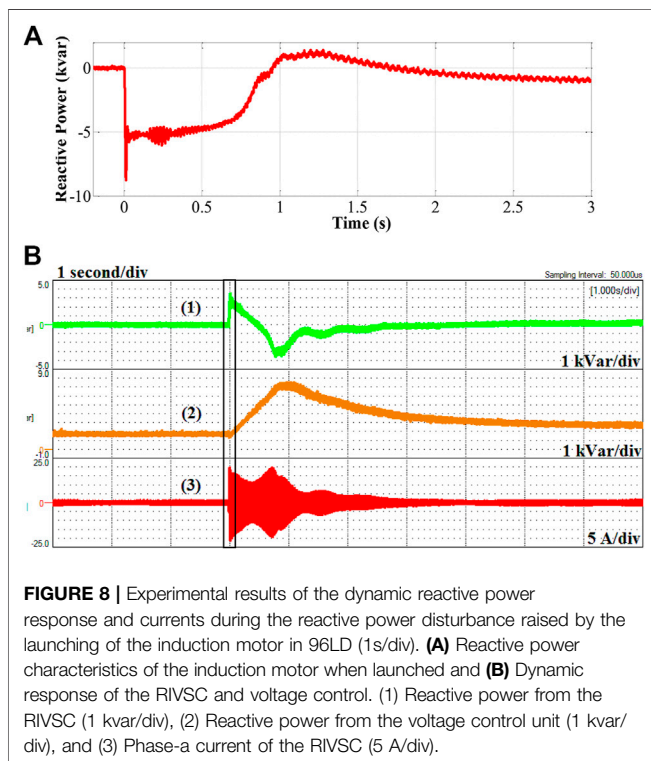 A
Reactive Power (kvar)
0
-5
-10
0
0.5
1
1.5
2
2.5
3
Time (s)
B
1 second/div
Sampling Interval: 50.000us
[1.000s/div]
5.0
(1)
0
ar]
-5.0
1 kVar/div
9.0
(2)
ar]
0
-1.0
1 kVar/div
25.0
(3)
0
-25.0
5 A/div
FIGURE 8 | Experimental results of the dynamic reactive power
response and currents during the reactive power disturbance raised by the
launching of the induction motor in 96LD (1s/div). (A) Reactive power
characteristics of the induction motor when launched and (B) Dynamic
response of the RIVSC and voltage control. (1) Reactive power from the
RIVSC (1 kvar/div), (2) Reactive power from the voltage control unit (1 kvar/
div), and (3) Phase-a current of the RIVSC (5 A/div).